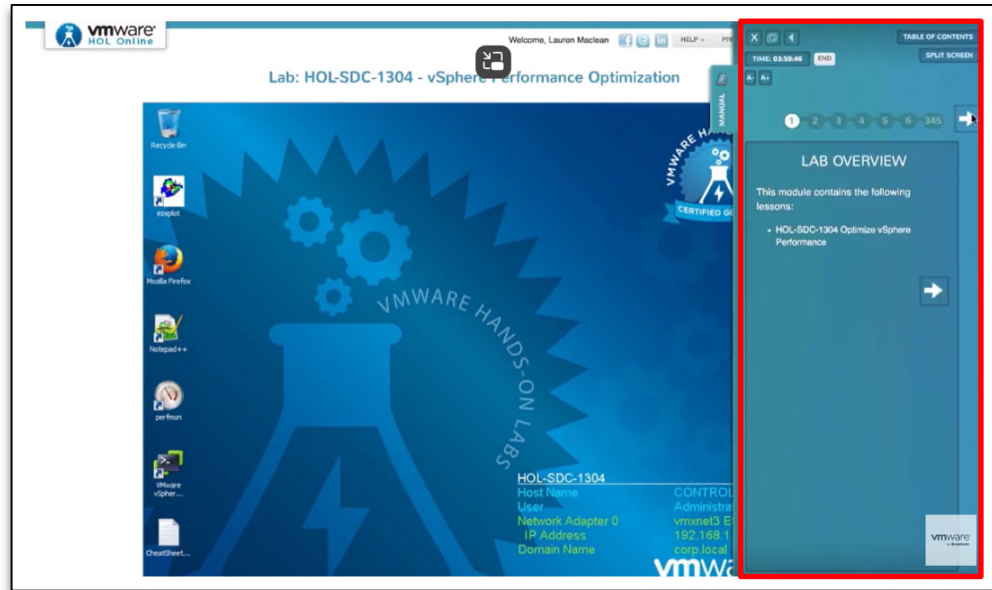 vmware
HOL Online
Welcome, Lauren Maclean
HELP
Lab: HOL-SDC-1304 - vSphere Performance Optimization
Recycle Bin
esxplot
Mozilla Firefox
Notepad++
perfmon
VMware
vSpher...
CheatSheet...
VMWARE HANDS-ON LABS
VMWARE
CERTIFIED
HOL-SDC-1304
Host Name CONTROL
User Administra
Network Adapter 0 vmxnet3
IP Address 192.168.1
Domain Name corp.local
vmwa
MANUAL
X
TABLE OF CONTENTS
TIME: 03:59:46 END
SPLIT SCREEN
A- A+
1 2 3 4 5 6 345
LAB OVERVIEW
This module contains the following
lessons:
• HOL-SDC-1304 Optimize vSphere
Performance
vmware
by Broadcom